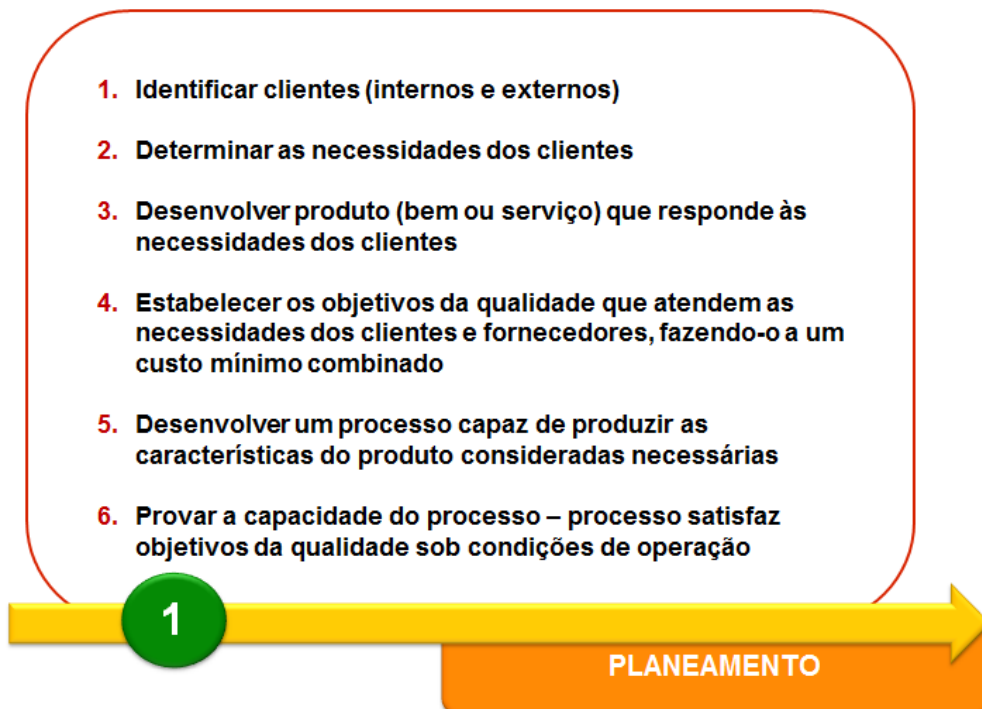 1. Identificar clientes (internos e externos)
2. Determinar as necessidades dos clientes
3. Desenvolver produto (bem ou serviço) que responde às
necessidades dos clientes
4. Estabelecer os objetivos da qualidade que atendem as
necessidades dos clientes e fornecedores, fazendo-o a um
custo mínimo combinado
5. Desenvolver um processo capaz de produzir as
características do produto consideradas necessárias
6. Provar a capacidade do processo – processo satisfaz
objetivos da qualidade sob condições de operação
1
PLANEAMENTO